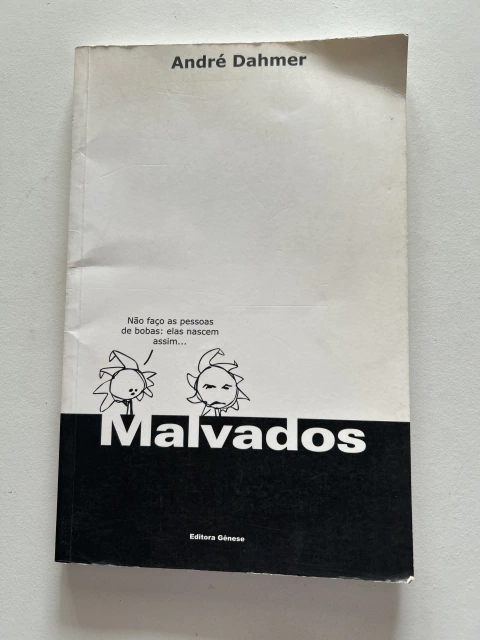 André Dahmer
Não faço as pessoas
de bobas: elas nascem
assim...
Malvados
Editora Gênese